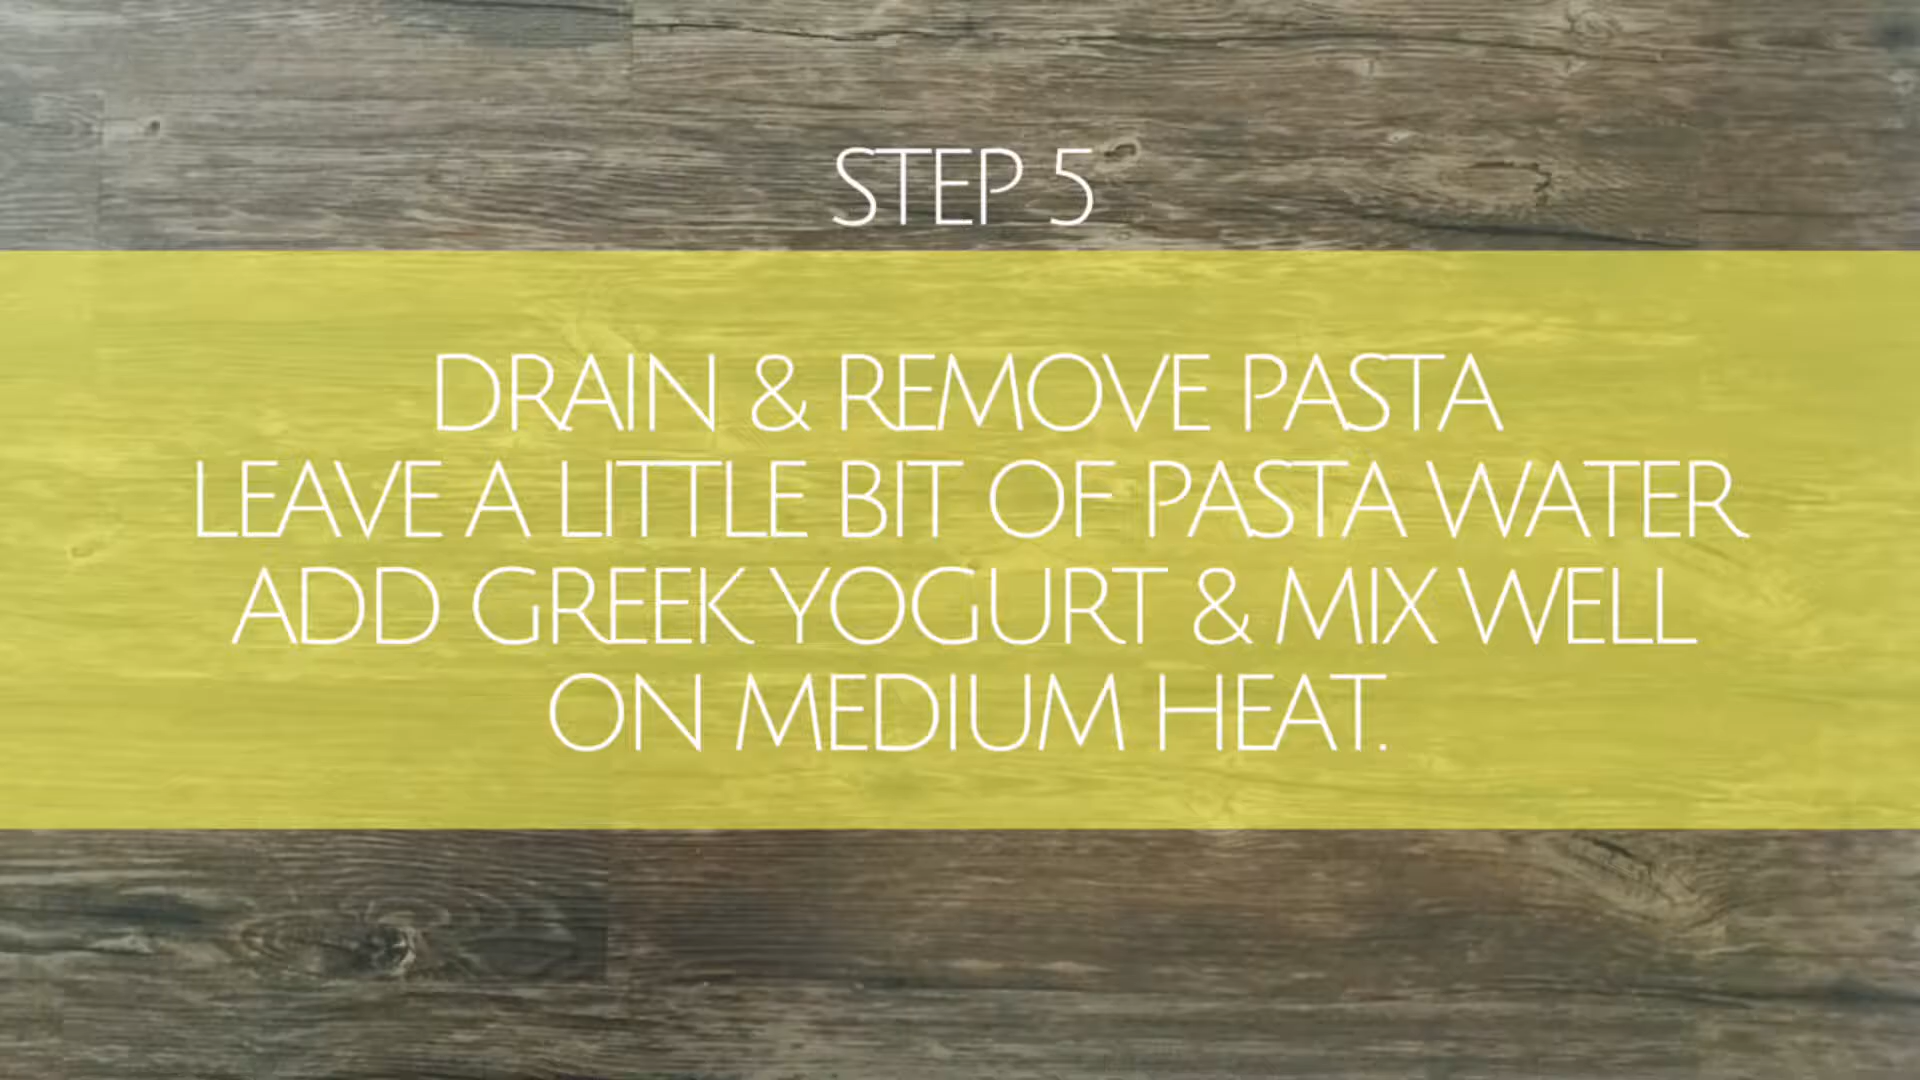 STEP 5
DRAIN & REMOVE PASTA
LEAVE A LITTLE BIT OF PASTA WATER
ADD GREEK YOGURT & MIX WELL
ON MEDIUM HEAT.